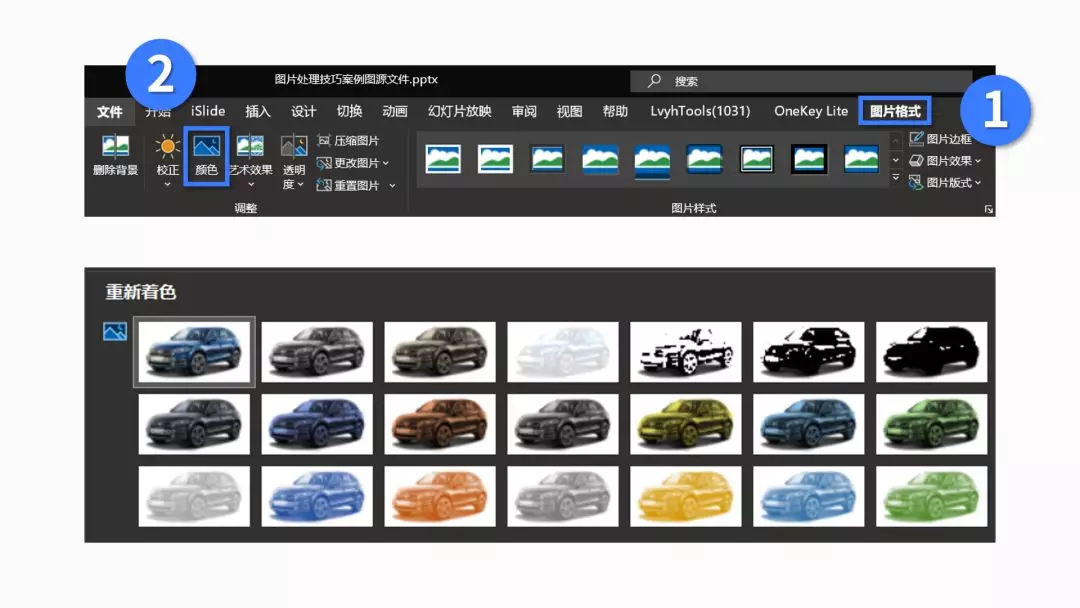 2
图片处理技巧案例图源文件.pptx
搜索
1
文件 开始 iSlide 插入 设计 切换 动画 幻灯片放映 审阅 视图 帮助 LvyhTools(1031) OneKey Lite 图片格式
删除背景
校正
颜色
艺术效果
透明
度
压缩图片
更改图片
重置图片
调整
图片样式
图片边框
图片效果
图片版式
重新着色